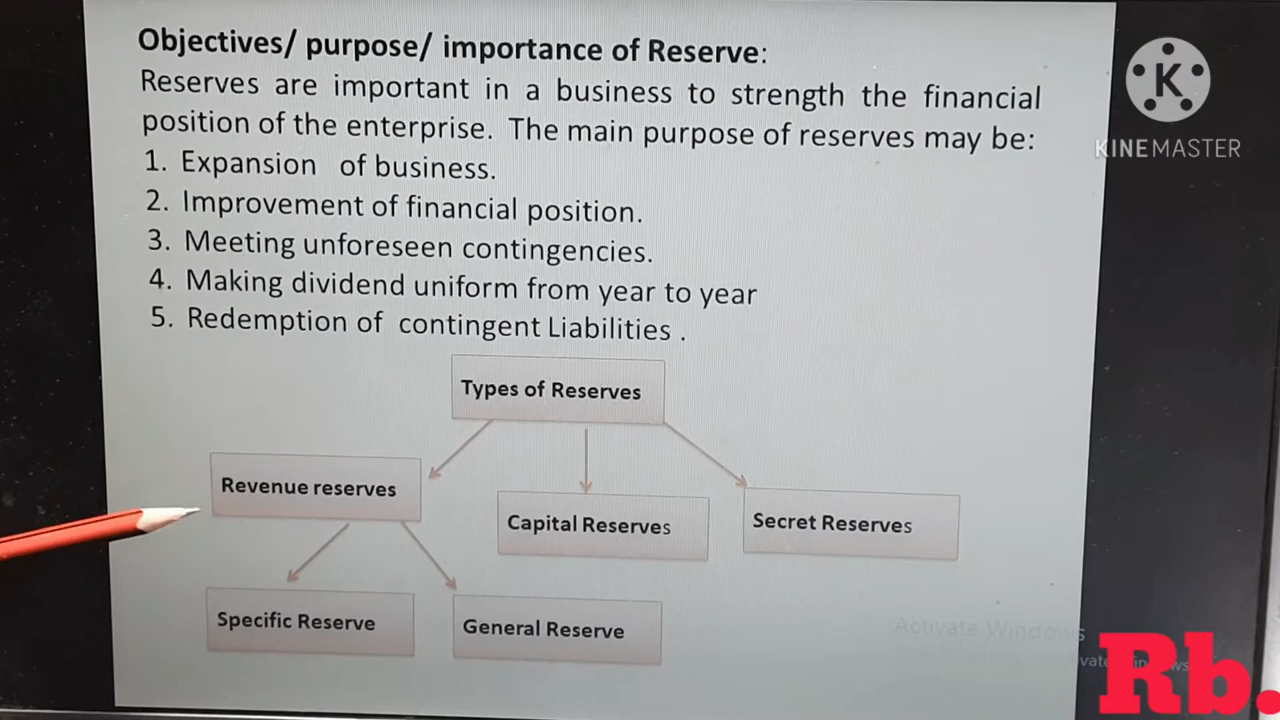 Objectives/ purpose/ importance of Reserve:
Reserves are important in a business to strength the financial
position of the enterprise. The main purpose of reserves may be:
1. Expansion of business.
2. Improvement of financial position.
3. Meeting unforeseen contingencies.
4. Making dividend uniform from year to year
5. Redemption of contingent Liabilities .
Types of Reserves
Revenue reserves
Capital Reserves
Secret Reserves
Specific Reserve
General Reserve
K
KINEMASTER
Activate Windows
Rb.